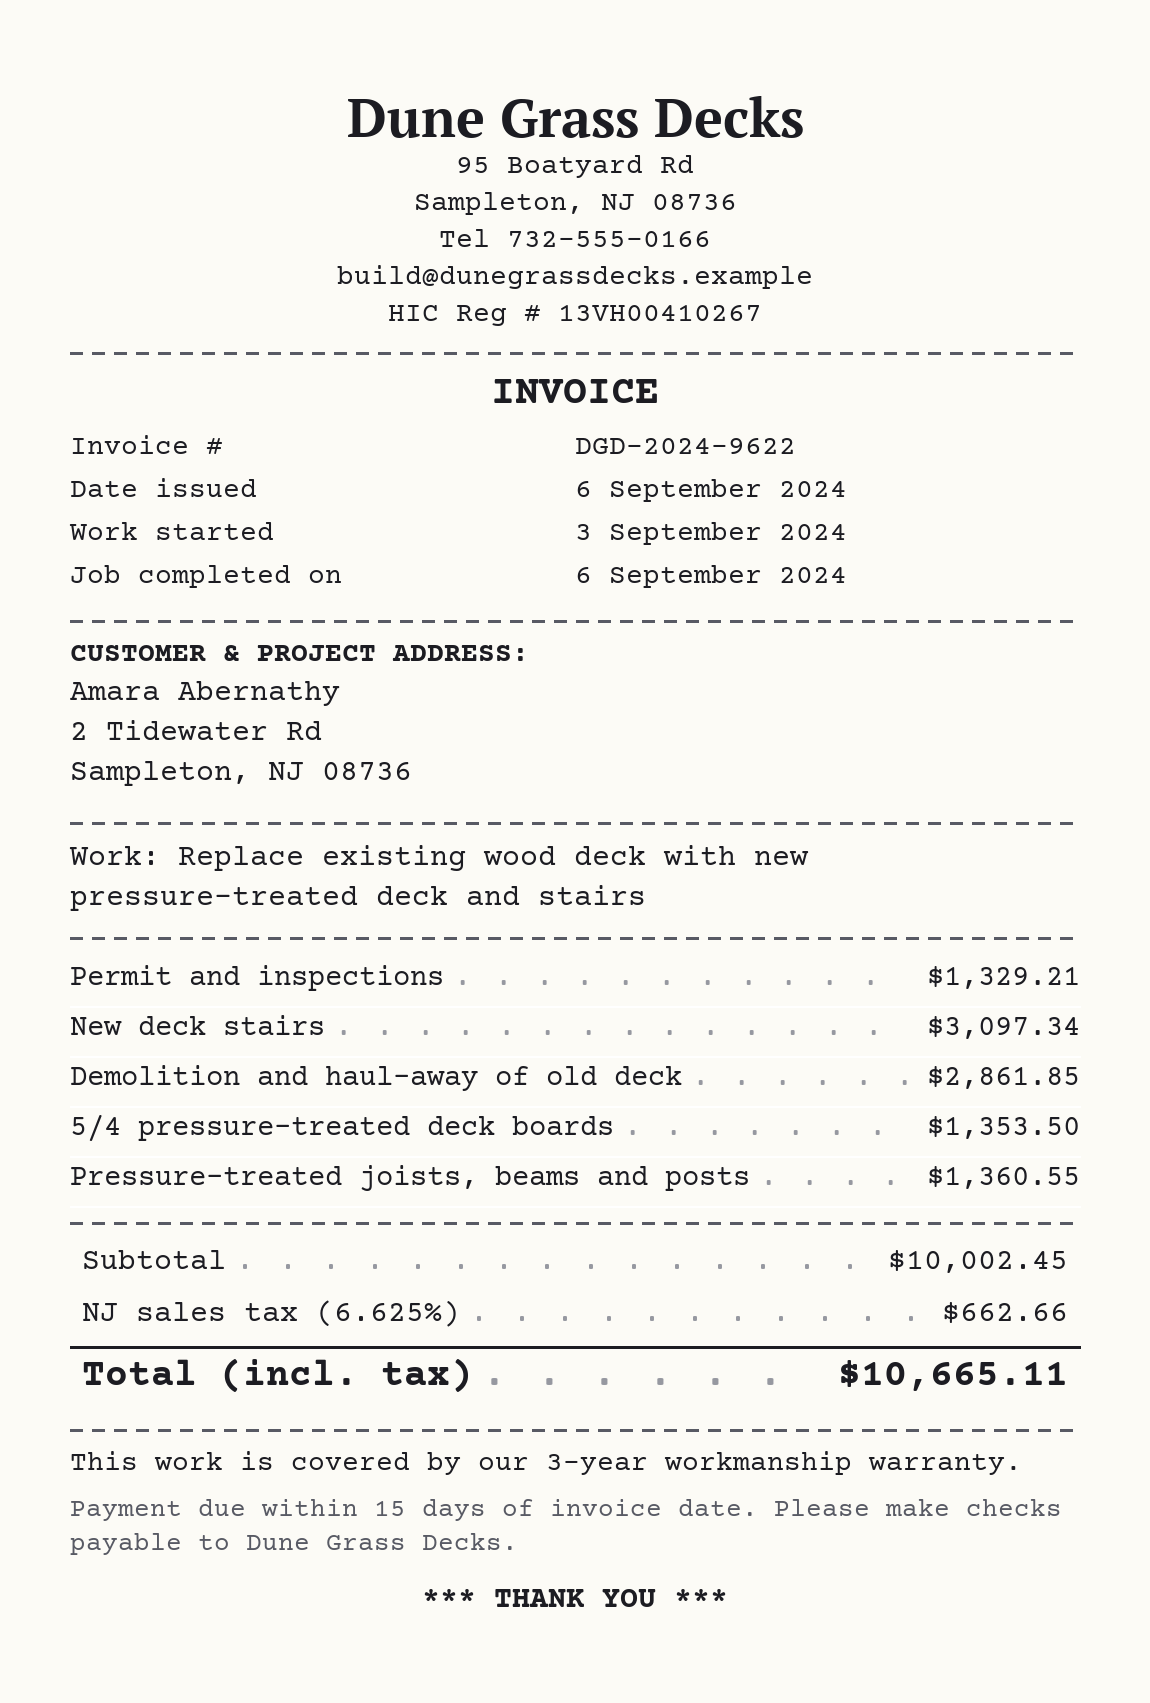 Dune Grass Decks
95 Boatyard Rd
Sampleton, NJ 08736
Tel 732-555-0166
build@dunegrassdecks.example
HIC Reg # 13VH00410267
INVOICE
Invoice # DGD-2024-9622
Date issued 6 September 2024
Work started 3 September 2024
Job completed on 6 September 2024
CUSTOMER & PROJECT ADDRESS:
Amara Abernathy
2 Tidewater Rd
Sampleton, NJ 08736
Work: Replace existing wood deck with new
pressure-treated deck and stairs
Permit and inspections . . . . . . . . . . . $1,329.21
New deck stairs . . . . . . . . . . . . . . $3,097.34
Demolition and haul-away of old deck . . . . . . $2,861.85
5/4 pressure-treated deck boards . . . . . . . $1,353.50
Pressure-treated joists, beams and posts . . . . $1,360.55
Subtotal . . . . . . . . . . . . . . . $10,002.45
NJ sales tax (6.625%) . . . . . . . . . . . $662.66
Total (incl. tax) . . . . . . $10,665.11
This work is covered by our 3-year workmanship warranty.
Payment due within 15 days of invoice date. Please make checks
payable to Dune Grass Decks.
*** THANK YOU ***